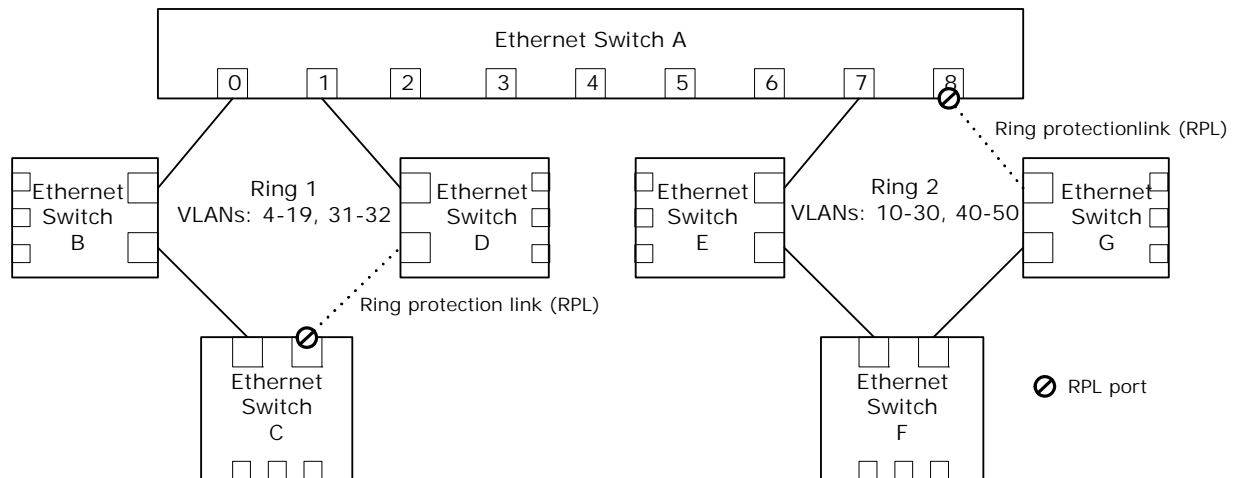 Ethernet Switch A
0 1 2 3 4 5 6 7 8
Ring protectionlink (RPL)
Ethernet
Switch
B
Ring 1
VLANs: 4-19, 31-32
Ethernet
Switch
D
Ethernet
Switch
E
Ring 2
VLANs: 10-30, 40-50
Ethernet
Switch
G
Ring protection link (RPL)
Ethernet
Switch
C
Ethernet
Switch
F
RPL port